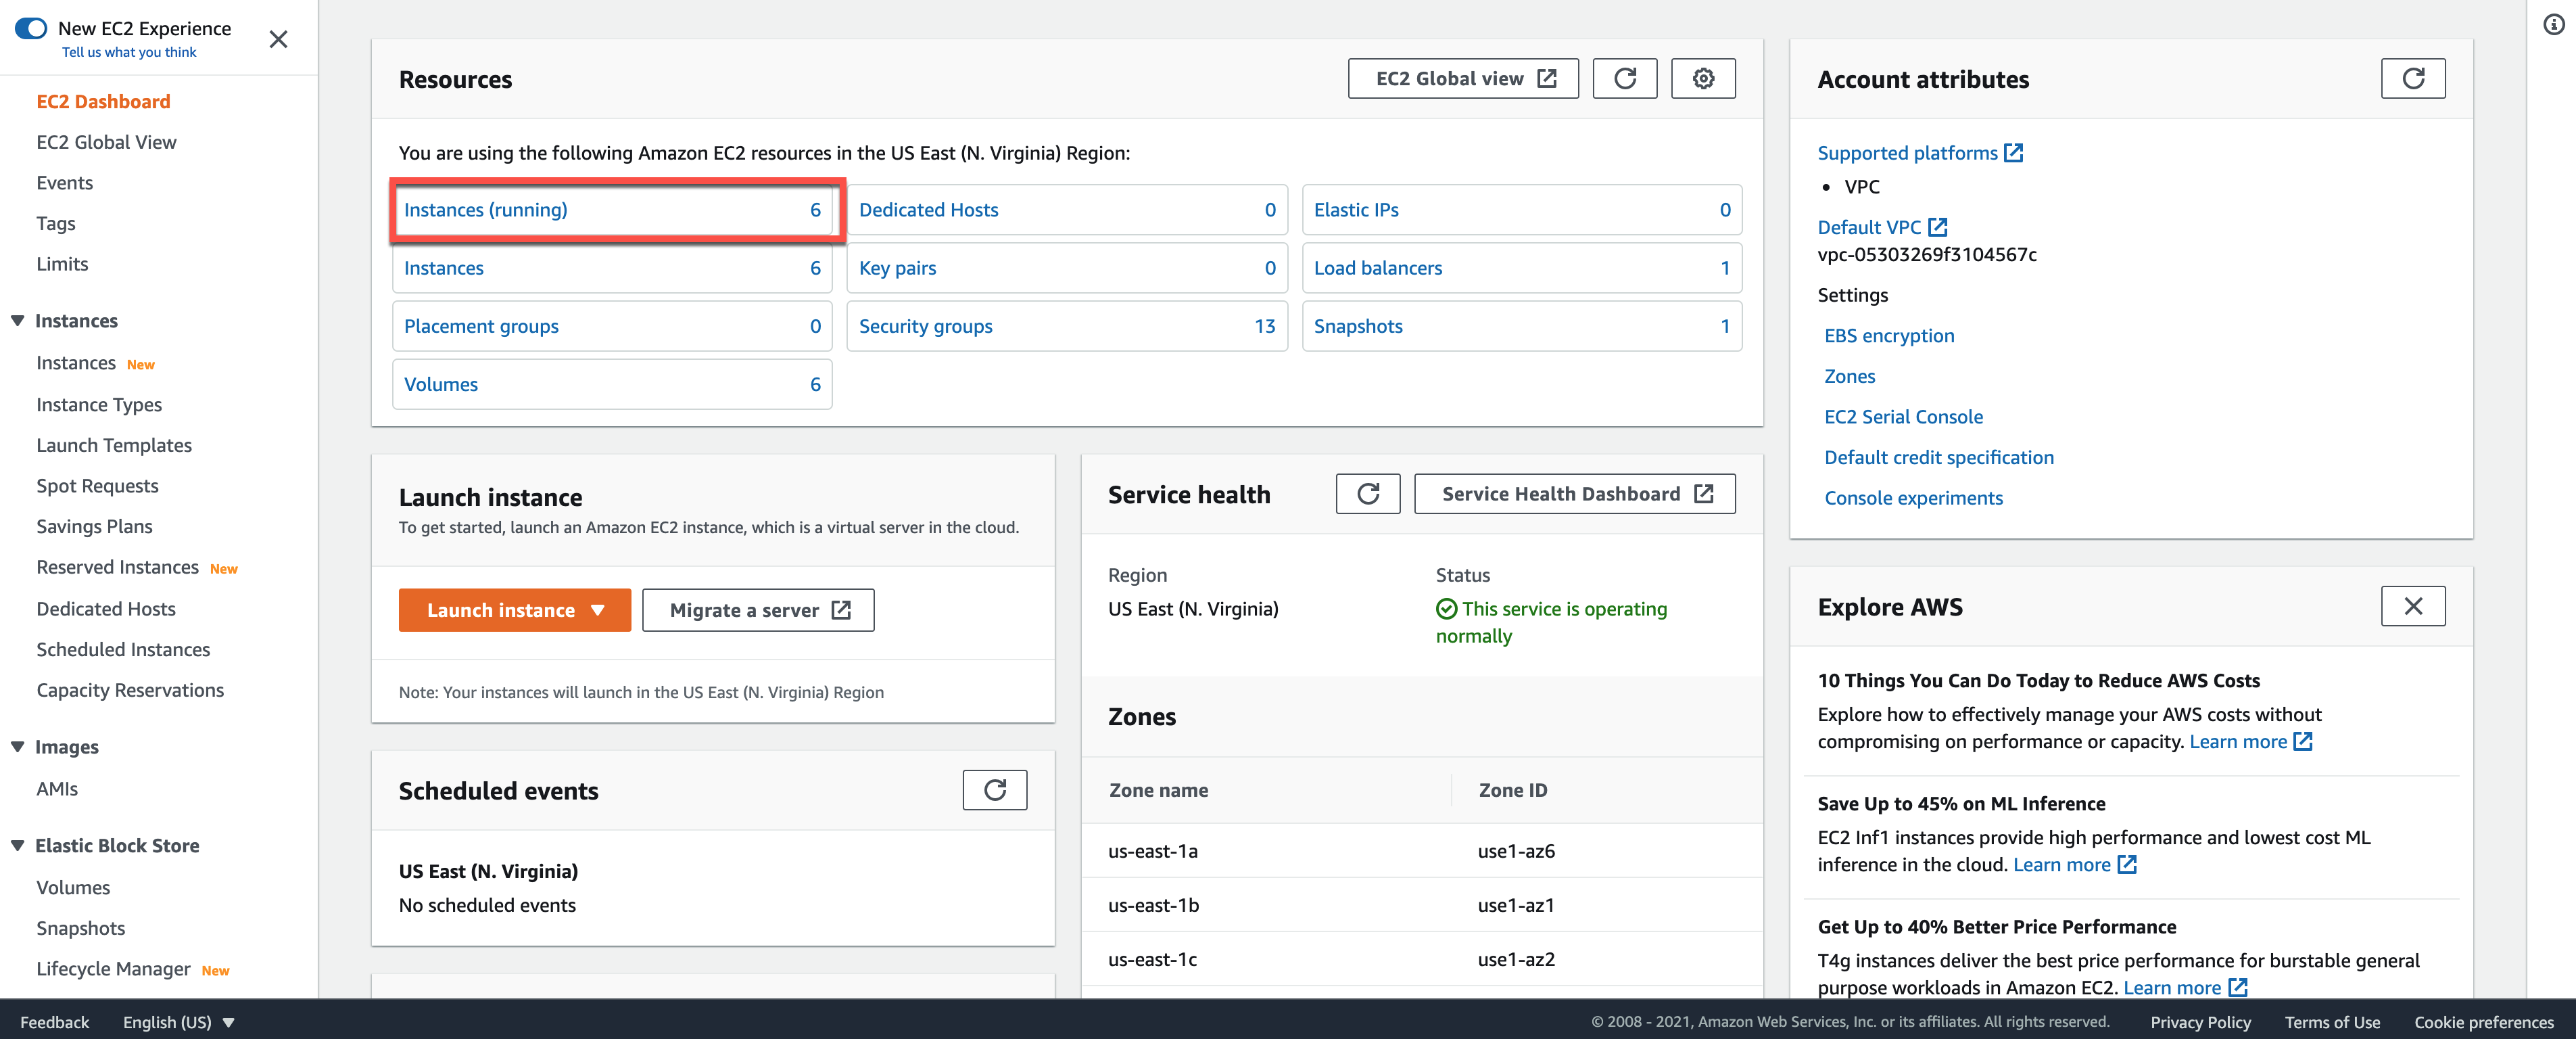 New EC2 Experience
Tell us what you think
EC2 Dashboard
EC2 Global View
Events
Tags
Limits
Instances
Instances New
Instance Types
Launch Templates
Spot Requests
Savings Plans
Reserved Instances New
Dedicated Hosts
Scheduled Instances
Capacity Reservations
Images
AMIs
Elastic Block Store
Volumes
Snapshots
Lifecycle Manager New
Resources
EC2 Global view
You are using the following Amazon EC2 resources in the US East (N. Virginia) Region:
Instances (running) 6
Dedicated Hosts 0
Elastic IPs 0
Instances 6
Key pairs 0
Load balancers 1
Placement groups 0
Security groups 13
Snapshots 1
Volumes 6
Launch instance
To get started, launch an Amazon EC2 instance, which is a virtual server in the cloud.
Launch instance
Migrate a server
Note: Your instances will launch in the US East (N. Virginia) Region
Scheduled events
US East (N. Virginia)
No scheduled events
Service health
Service Health Dashboard
Region
US East (N. Virginia)
Status
This service is operating
normally
Zones
Zone name Zone ID
us-east-1a use1-az6
us-east-1b use1-az1
us-east-1c use1-az2
Account attributes
Supported platforms
• VPC
Default VPC
vpc-05303269f3104567c
Settings
EBS encryption
Zones
EC2 Serial Console
Default credit specification
Console experiments
Explore AWS
10 Things You Can Do Today to Reduce AWS Costs
Explore how to effectively manage your AWS costs without
compromising on performance or capacity. Learn more
Save Up to 45% on ML Inference
EC2 Inf1 instances provide high performance and lowest cost ML
inference in the cloud. Learn more
Get Up to 40% Better Price Performance
T4g instances deliver the best price performance for burstable general
purpose workloads in Amazon EC2. Learn more
Feedback English (US)
© 2008 - 2021, Amazon Web Services, Inc. or its affiliates. All rights reserved. Privacy Policy Terms of Use Cookie preferences